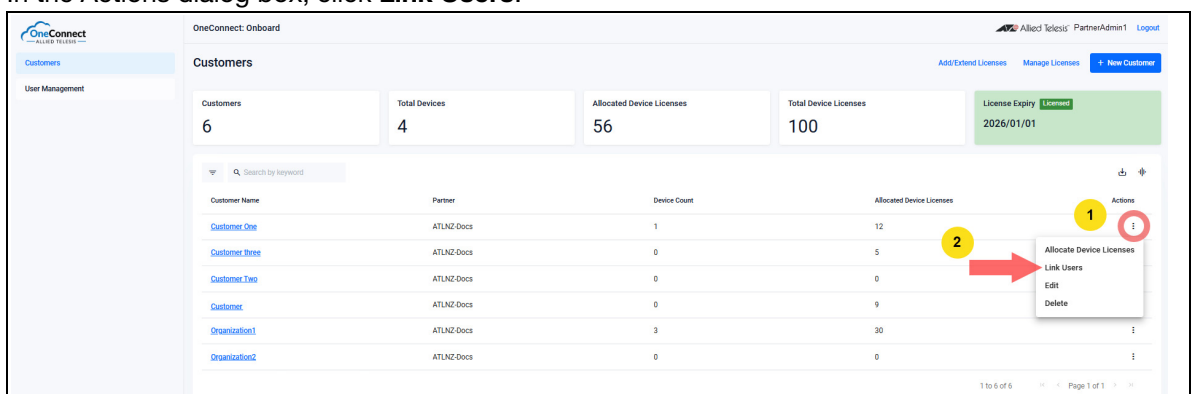 In the Actions dialog box, click Link Users.
OneConnect
ALLIED TELESIS
OneConnect: Onboard
Allied Telesis PartnerAdmin1 Logout
Customers
User Management
Customers
Add/Extend Licenses Manage Licenses + New Customer
Customers
6
Total Devices
4
Allocated Device Licenses
56
Total Device Licenses
100
License Expiry Licensed
2026/01/01
Search by keyword
Customer Name Partner Device Count Allocated Device Licenses Actions
1
Customer One ATLNZ-Docs 1 12
2
Customer three ATLNZ-Docs 0 5
Customer Two ATLNZ-Docs 0 0
Customer ATLNZ-Docs 0 9
Organization1 ATLNZ-Docs 3 30
Organization2 ATLNZ-Docs 0 0
Allocate Device Licenses
Link Users
Edit
Delete
1 to 6 of 6 Page 1 of 1